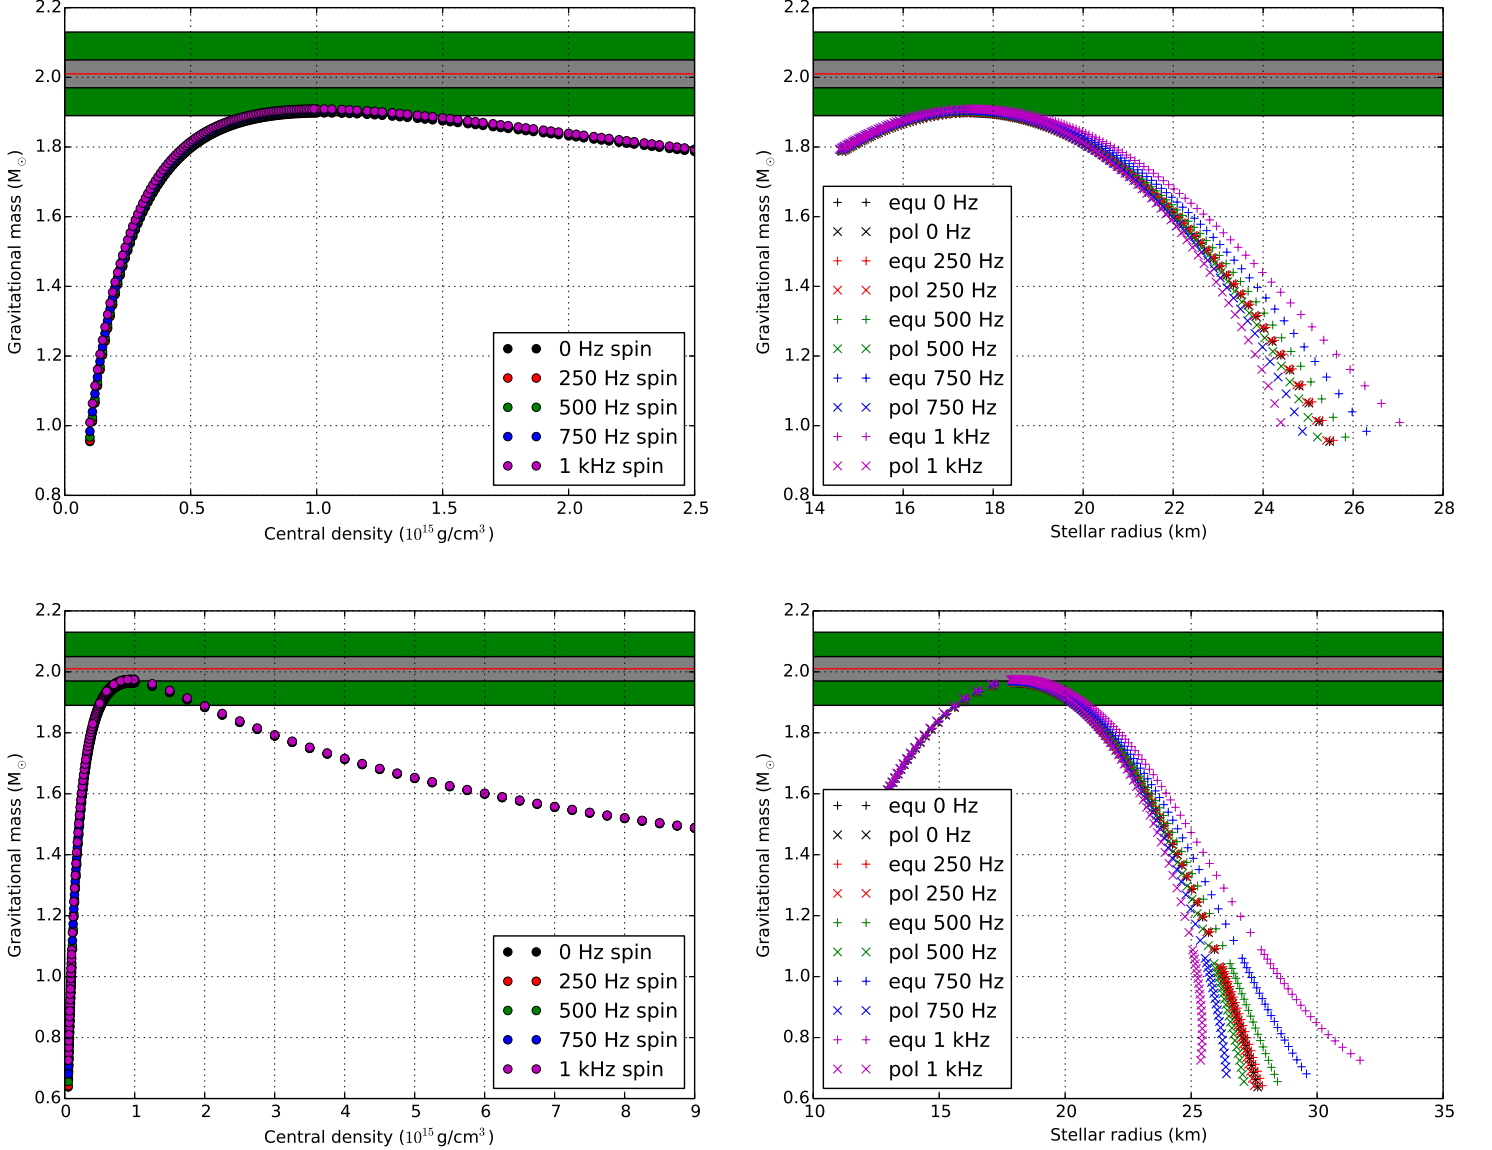 2.2
2.0
1.8
1.6
1.4
1.2
1.0
0.8
Gravitational mass (M☉)
0 Hz spin
250 Hz spin
500 Hz spin
750 Hz spin
1 kHz spin
0.0 0.5 1.0 1.5 2.0 2.5
Central density (10¹⁵ g/cm³)
2.2
2.0
1.8
1.6
1.4
1.2
1.0
0.8
Gravitational mass (M☉)
equ 0 Hz
pol 0 Hz
equ 250 Hz
pol 250 Hz
equ 500 Hz
pol 500 Hz
equ 750 Hz
pol 750 Hz
equ 1 kHz
pol 1 kHz
14 16 18 20 22 24 26 28
Stellar radius (km)
2.2
2.0
1.8
1.6
1.4
1.2
1.0
0.8
0.6
Gravitational mass (M☉)
0 Hz spin
250 Hz spin
500 Hz spin
750 Hz spin
1 kHz spin
0 1 2 3 4 5 6 7 8 9
Central density (10¹⁵ g/cm³)
2.2
2.0
1.8
1.6
1.4
1.2
1.0
0.8
0.6
Gravitational mass (M☉)
equ 0 Hz
pol 0 Hz
equ 250 Hz
pol 250 Hz
equ 500 Hz
pol 500 Hz
equ 750 Hz
pol 750 Hz
equ 1 kHz
pol 1 kHz
10 15 20 25 30 35
Stellar radius (km)